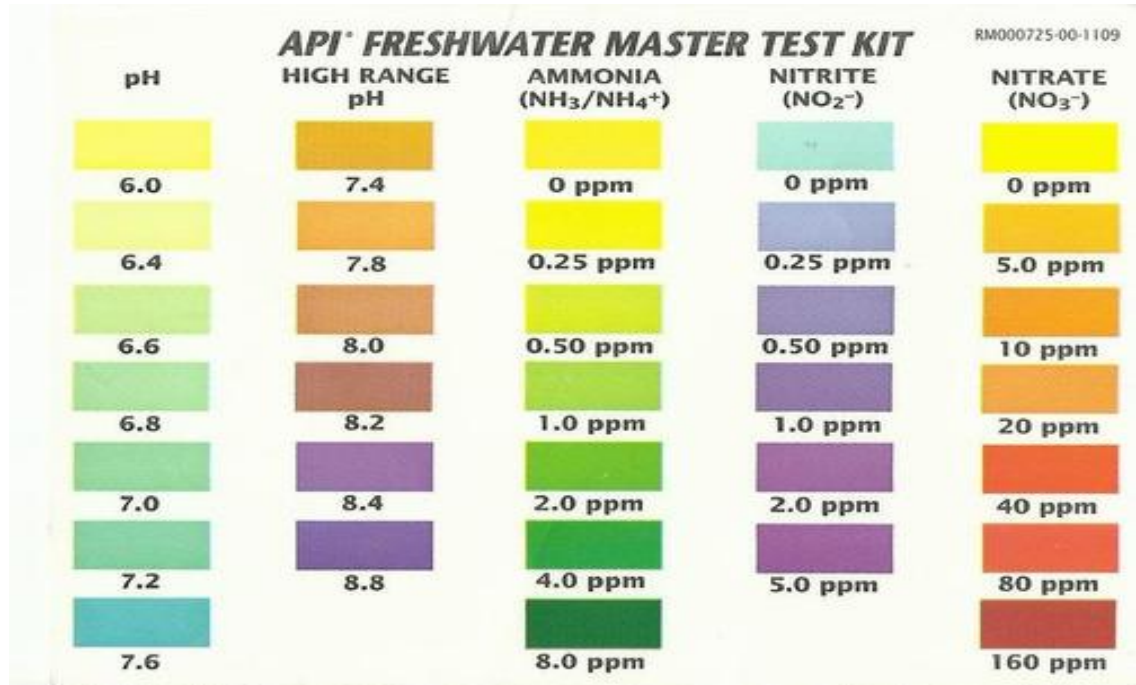 API® FRESHWATER MASTER TEST KIT
RM000725-00-1109
pH
HIGH RANGE
pH
AMMONIA
(NH₃/NH₄⁺)
NITRITE
(NO₂⁻)
NITRATE
(NO₃⁻)
6.0 7.4 0 ppm 0 ppm 0 ppm
6.4 7.8 0.25 ppm 0.25 ppm 5.0 ppm
6.6 8.0 0.50 ppm 0.50 ppm 10 ppm
6.8 8.2 1.0 ppm 1.0 ppm 20 ppm
7.0 8.4 2.0 ppm 2.0 ppm 40 ppm
7.2 8.8 4.0 ppm 5.0 ppm 80 ppm
7.6 8.0 ppm 160 ppm